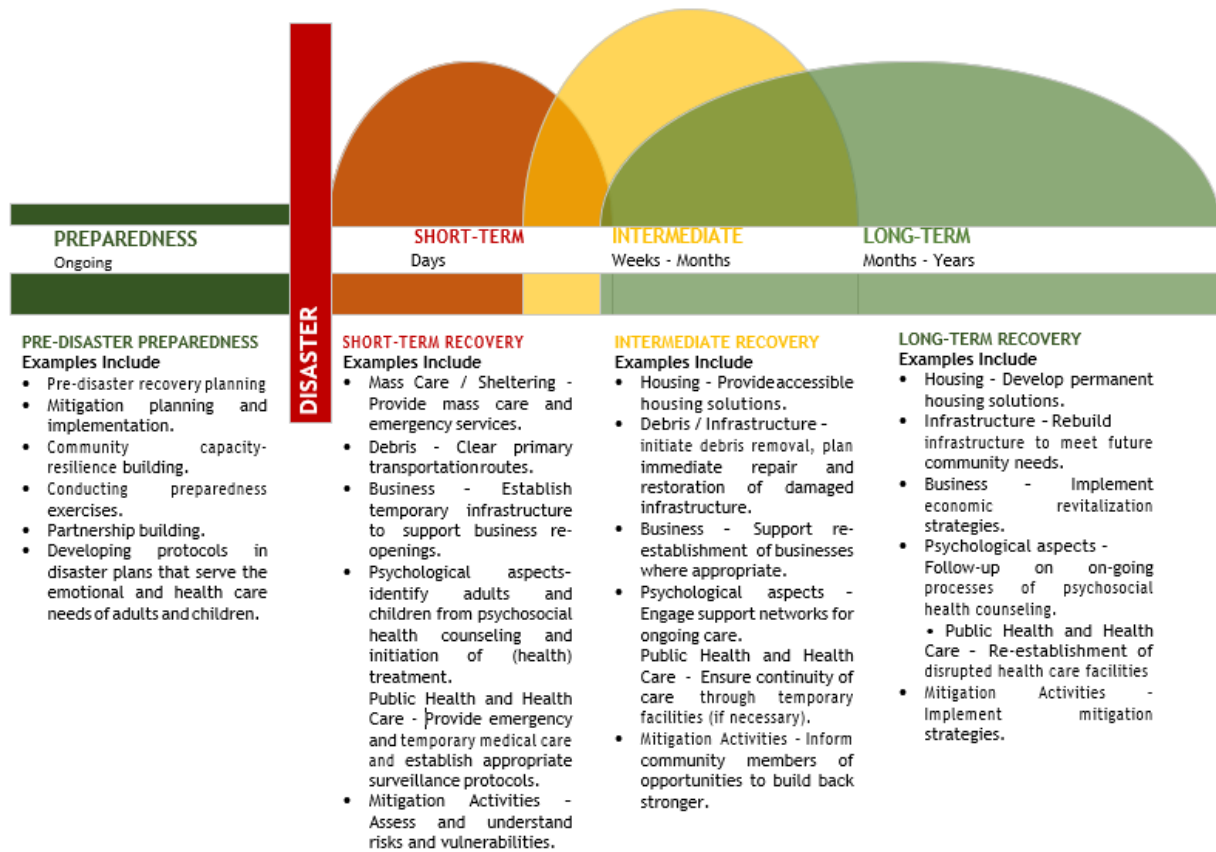 PREPAREDNESS
Ongoing
DISASTER
SHORT-TERM
Days
INTERMEDIATE
Weeks - Months
LONG-TERM
Months - Years
PRE-DISASTER PREPAREDNESS
Examples Include
• Pre-disaster recovery planning
• Mitigation planning and
implementation.
• Community capacity-
resilience building.
• Conducting preparedness
exercises.
• Partnership building.
• Developing protocols in
disaster plans that serve the
emotional and health care
needs of adults and children.
SHORT-TERM RECOVERY
Examples Include
• Mass Care / Sheltering -
Provide mass care and
emergency services.
• Debris - Clear primary
transportation routes.
• Business - Establish
temporary infrastructure
to support business re-
openings.
• Psychological aspects-
identify adults and
children from psychosocial
health counseling and
initiation of (health)
treatment.
Public Health and Health
Care - Provide emergency
and temporary medical care
and establish appropriate
surveillance protocols.
• Mitigation Activities -
Assess and understand
risks and vulnerabilities.
INTERMEDIATE RECOVERY
Examples Include
• Housing - Provide accessible
housing solutions.
• Debris / Infrastructure -
initiate debris removal, plan
immediate repair and
restoration of damaged
infrastructure.
• Business - Support re-
establishment of businesses
where appropriate.
• Psychological aspects -
Engage support networks for
ongoing care.
Public Health and Health
Care - Ensure continuity of
care through temporary
facilities (if necessary).
• Mitigation Activities - Inform
community members of
opportunities to build back
stronger.
LONG-TERM RECOVERY
Examples Include
• Housing - Develop permanent
housing solutions.
• Infrastructure - Rebuild
infrastructure to meet future
community needs.
• Business - Implement
economic revitalization
strategies.
• Psychological aspects -
Follow-up on on-going
processes of psychosocial
health counseling.
• Public Health and Health
Care - Re-establishment of
disrupted health care facilities
• Mitigation Activities -
Implement mitigation
strategies.